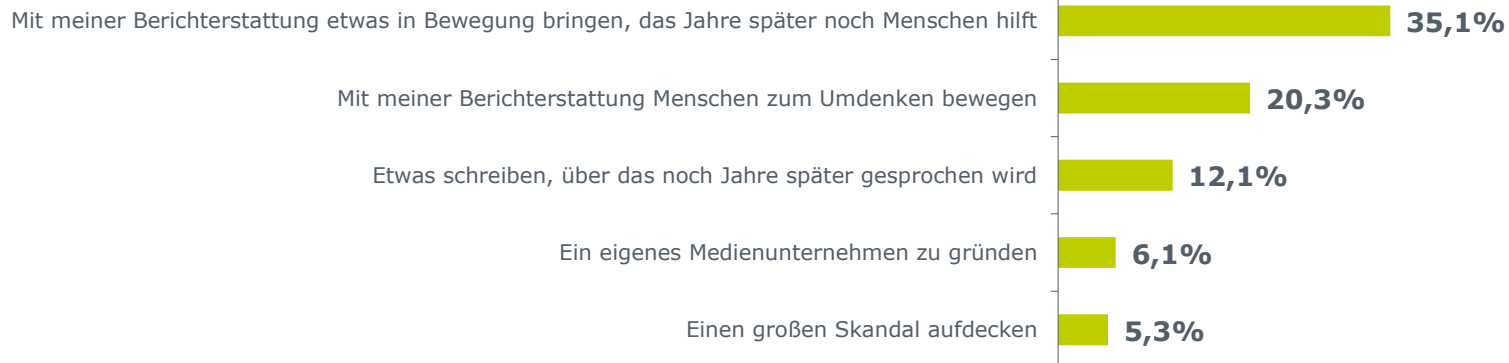 Mit meiner Berichterstattung etwas in Bewegung bringen, das Jahre später noch Menschen hilft 35,1%
Mit meiner Berichterstattung Menschen zum Umdenken bewegen 20,3%
Etwas schreiben, über das noch Jahre später gesprochen wird 12,1%
Ein eigenes Medienunternehmen zu gründen 6,1%
Einen großen Skandal aufdecken 5,3%